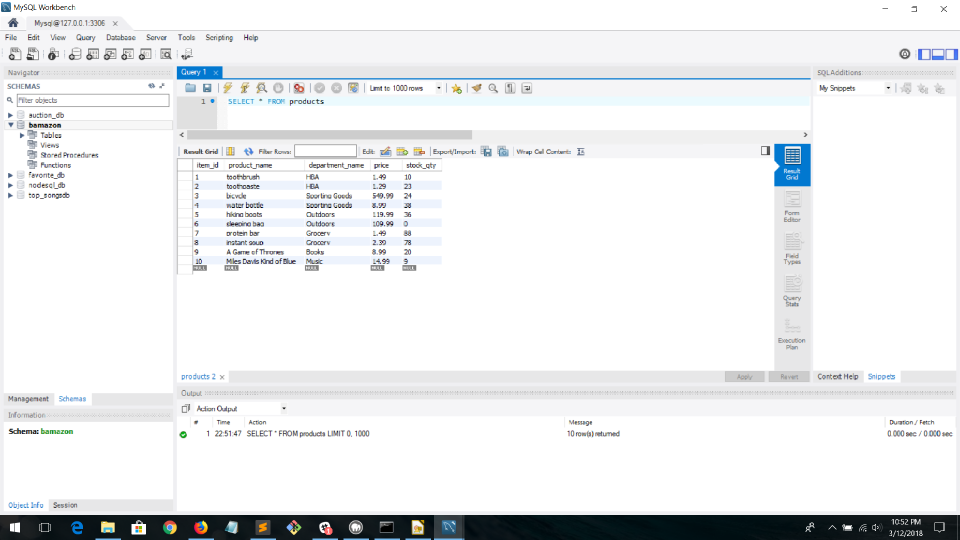 MySQL Workbench
Mysql@127.0.0.1:3306
File Edit View Query Database Server Tools Scripting Help
Navigator
SCHEMAS
Filter objects
auction_db
bamazon
Tables
Views
Stored Procedures
Functions
favorite_db
nodesql_db
top_songsdb
Management Schemas
Information
Schema: bamazon
Object Info Session
Query 1
Limit to 1000 rows
1 SELECT * FROM products
Result Grid Filter Rows: Edit: Export/Import: Wrap Cell Content:
item_id product_name department_name price stock_qty
1 toothbrush HBA 1.49 10
2 toothpaste HBA 1.29 23
3 bicycle Sporting Goods 549.99 24
4 water bottle Sporting Goods 8.99 38
5 hiking boots Outdoors 119.99 36
6 sleeping bag Outdoors 109.99 0
7 protein bar Grocery 1.49 88
8 instant soup Grocery 2.39 78
9 A Game of Thrones Books 8.99 20
10 Miles Davis Kind of Blue Music 14.99 9
NULL NULL NULL NULL NULL
Result Grid
Form Editor
Field Types
Query Stats
Execution Plan
products 2
Apply Revert
SQLAdditions
My Snippets
Context Help Snippets
Output
Action Output
# Time Action Message Duration / Fetch
1 22:51:47 SELECT * FROM products LIMIT 0, 1000 10 row(s) returned 0.000 sec / 0.000 sec
10:52 PM
3/12/2018